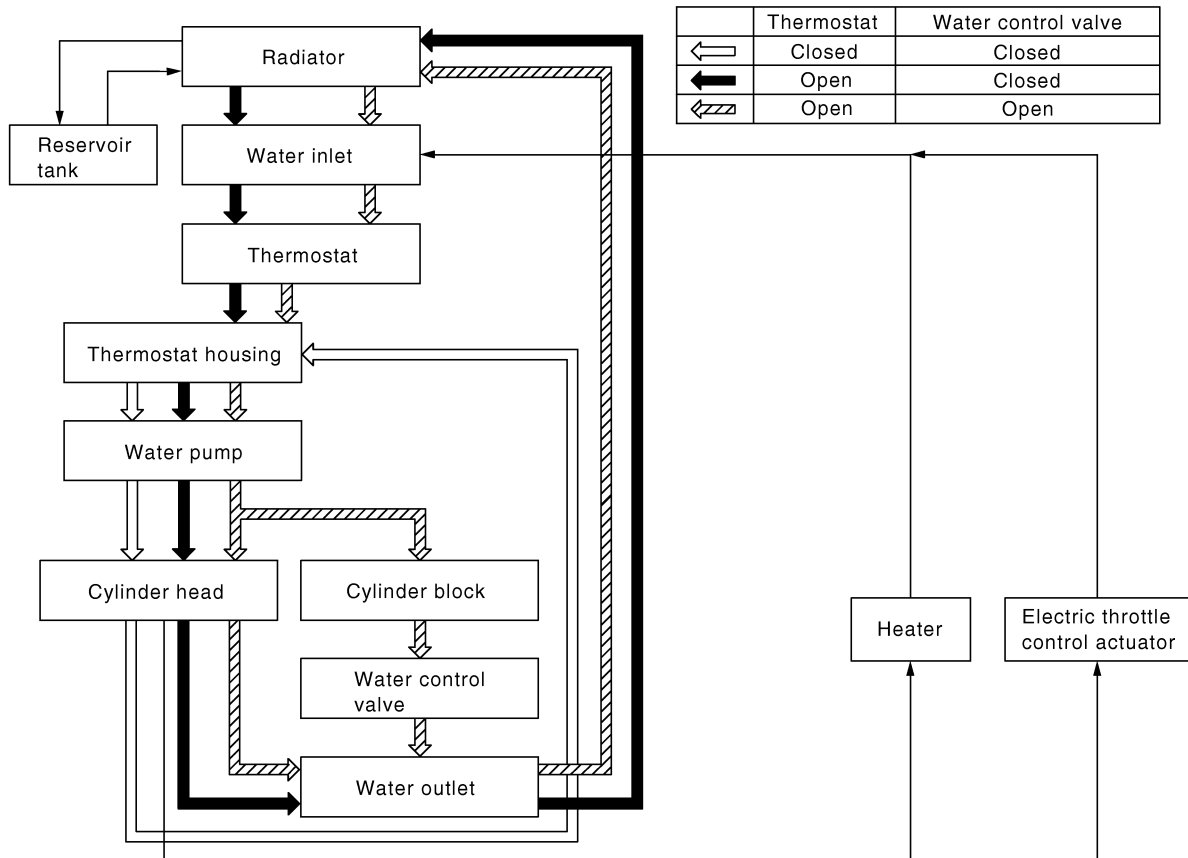 Thermostat Water control valve
Closed Closed
Open Closed
Open Open
Radiator
Reservoir
tank
Water inlet
Thermostat
Thermostat housing
Water pump
Cylinder head
Cylinder block
Water control
valve
Water outlet
Heater
Electric throttle
control actuator